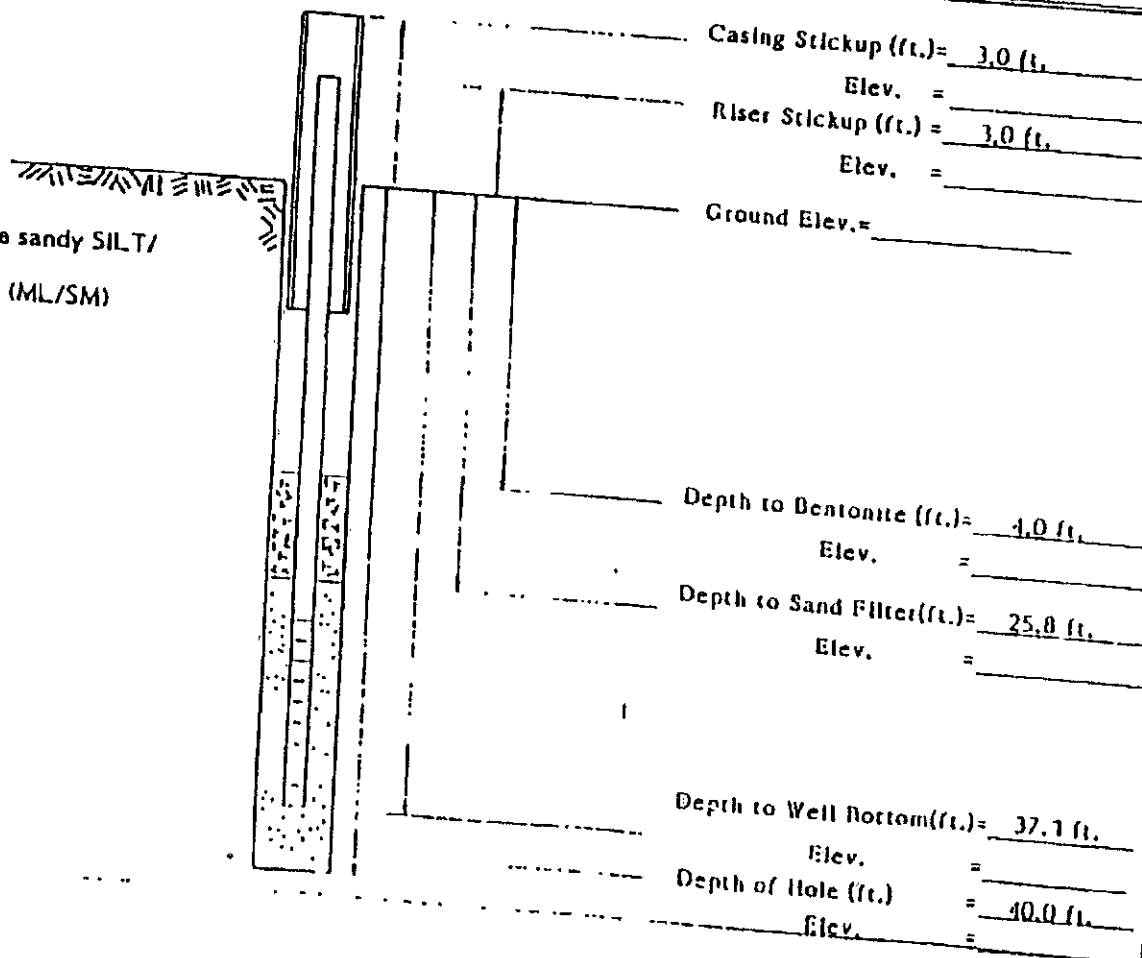 Casing Stickup (ft.)= 3.0 ft.
Elev. =
Riser Stickup (ft.) = 3.0 ft.
Elev. =
Ground Elev.=
sandy SILT/
(ML/SM)
Depth to Bentonite (ft.)= 4.0 ft.
Elev. =
Depth to Sand Filter(ft.)= 25.8 ft.
Elev. =
Depth to Well Bottom(ft.)= 37.1 ft.
Elev. =
Depth of Hole (ft.) = 40.0 ft.
Elev. =